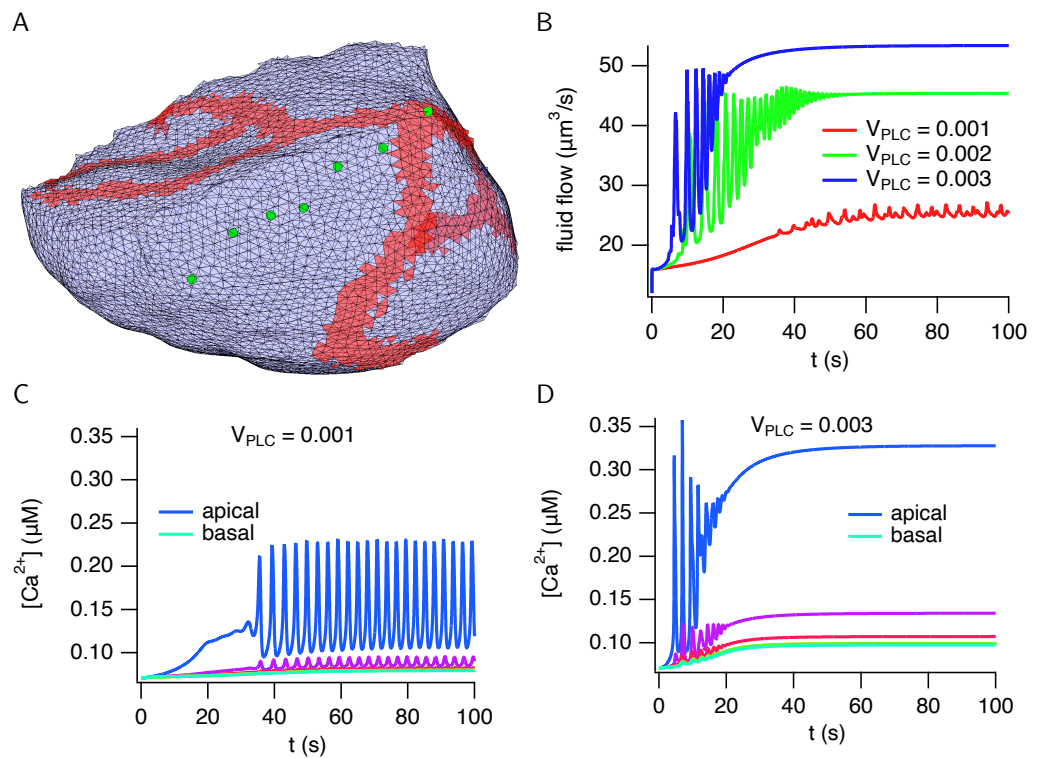 A
B
50
40
30
20
fluid flow (μm³/s)
V_PLC = 0.001
V_PLC = 0.002
V_PLC = 0.003
0
20
40
60
80
100
t (s)
C
V_PLC = 0.001
0.35
0.30
0.25
0.20
0.15
0.10
[Ca²⁺] (μM)
apical
basal
0
20
40
60
80
100
t (s)
D
V_PLC = 0.003
0.35
0.30
0.25
0.20
0.15
0.10
[Ca²⁺] (μM)
apical
basal
0
20
40
60
80
100
t (s)